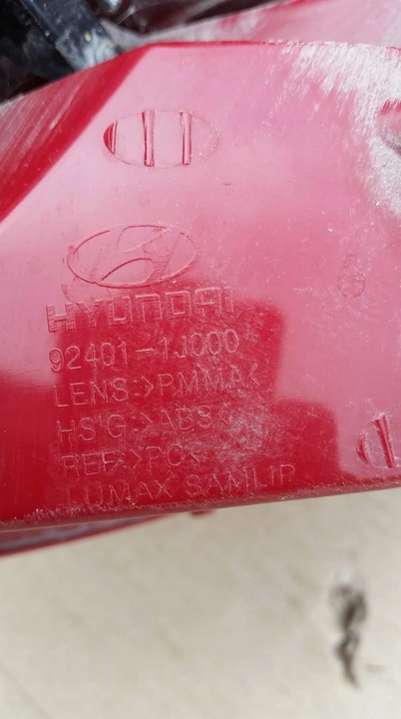 HYUNDAI
92401-1J000
LENS:>PMMA<
HS'G:>ABS<
REF:>PC<
LUMAX SAMLIP